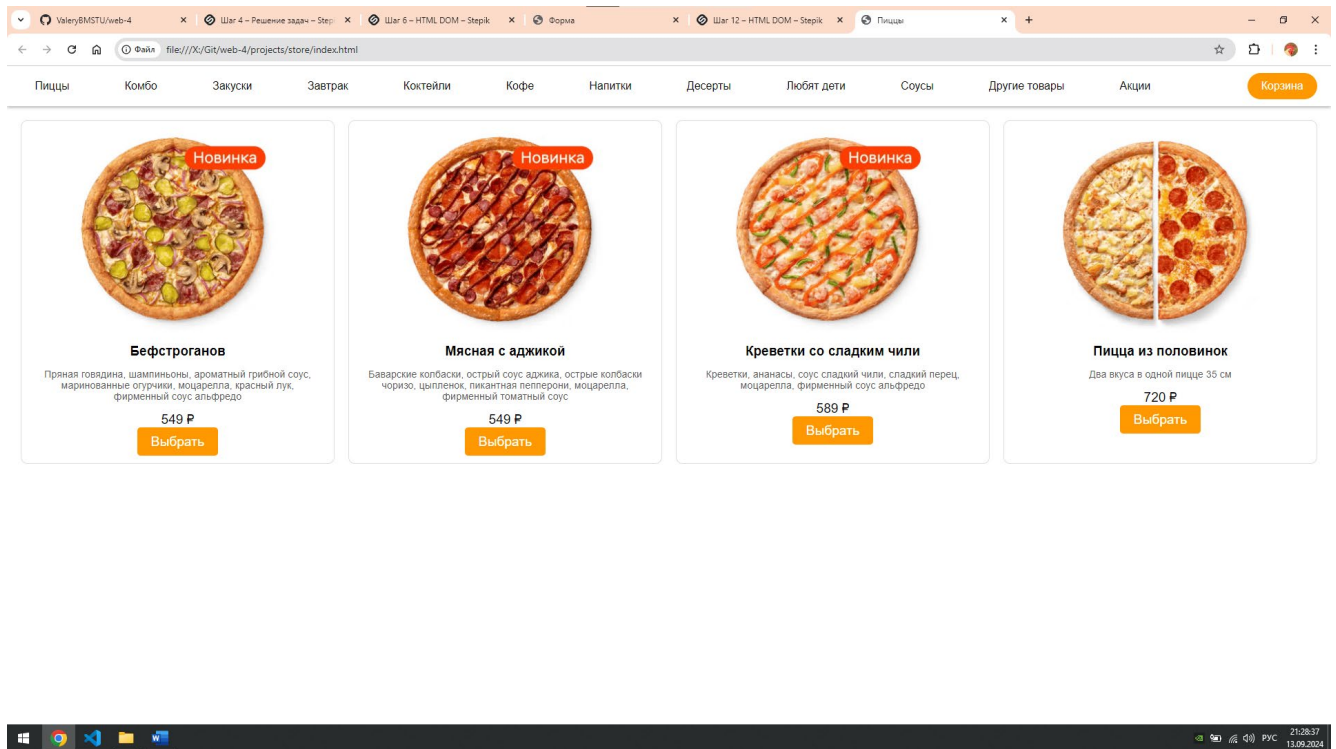 ValeryBMSTU/web-4
Шаг 4 – Решение задач – Step
Шаг 6 – HTML DOM – Stepik
Форма
Шаг 12 – HTML DOM – Stepik
Пиццы
Файл
file:///X:/Git/web-4/projects/store/index.html
Пиццы
Комбо
Закуски
Завтрак
Коктейли
Кофе
Напитки
Десерты
Любят дети
Соусы
Другие товары
Акции
Корзина
Новинка
Бефстроганов
Пряная говядина, шампиньоны, ароматный грибной соус,
маринованные огурчики, моцарелла, красный лук,
фирменный соус альфредо
549 ₽
Выбрать
Новинка
Мясная с аджикой
Баварские колбаски, острый соус аджика, острые колбаски
чоризо, цыпленок, пикантная пепперони, моцарелла,
фирменный томатный соус
549 ₽
Выбрать
Новинка
Креветки со сладким чили
Креветки, ананасы, соус сладкий чили, сладкий перец,
моцарелла, фирменный соус альфредо
589 ₽
Выбрать
Пицца из половинок
Два вкуса в одной пицце 35 см
720 ₽
Выбрать
РУС
21:28:37
13.09.2024